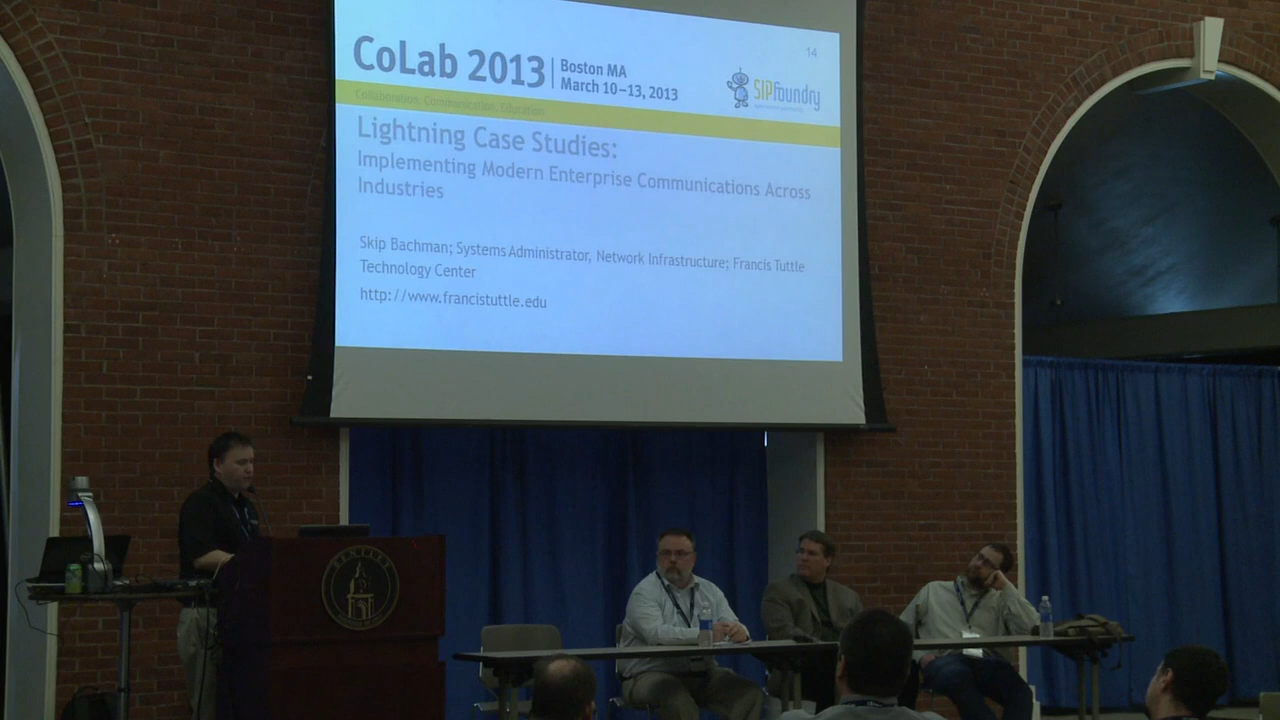 14
CoLab 2013
Boston MA
March 10–13, 2013
SIPfoundry
Collaboration, Communication, Education
Lightning Case Studies:
Implementing Modern Enterprise Communications Across
Industries
Skip Bachman; Systems Administrator, Network Infrastructure; Francis Tuttle
Technology Center
http://www.francistuttle.edu
BENTLEY